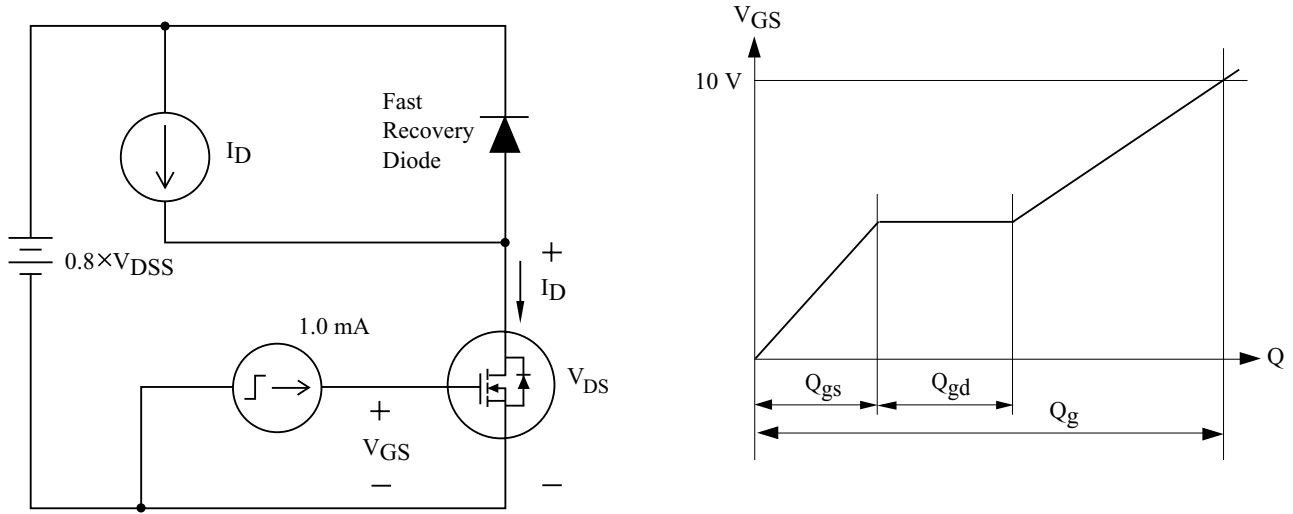 Fast
Recovery
Diode
I_D
0.8×V_DSS
+
I_D
1.0 mA
V_DS
+
V_GS
−
−
V_GS
10 V
Q
Q_gs
Q_gd
Q_g